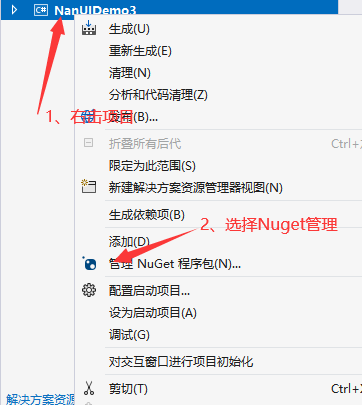 C# NanUIDemo3
生成(U)
重新生成(E)
清理(N)
分析和代码清理(Z)
1、右击项目
发布(B)...
折叠所有后代 Ctrl+
限定为此范围(S)
新建解决方案资源管理器视图(N)
生成依赖项(B)
2、选择Nuget管理
添加(D)
管理 NuGet 程序包(N)...
配置启动项目...
设为启动项目(A)
调试(G)
对交互窗口进行项目初始化
剪切(T) Ctrl+
解决方案资源